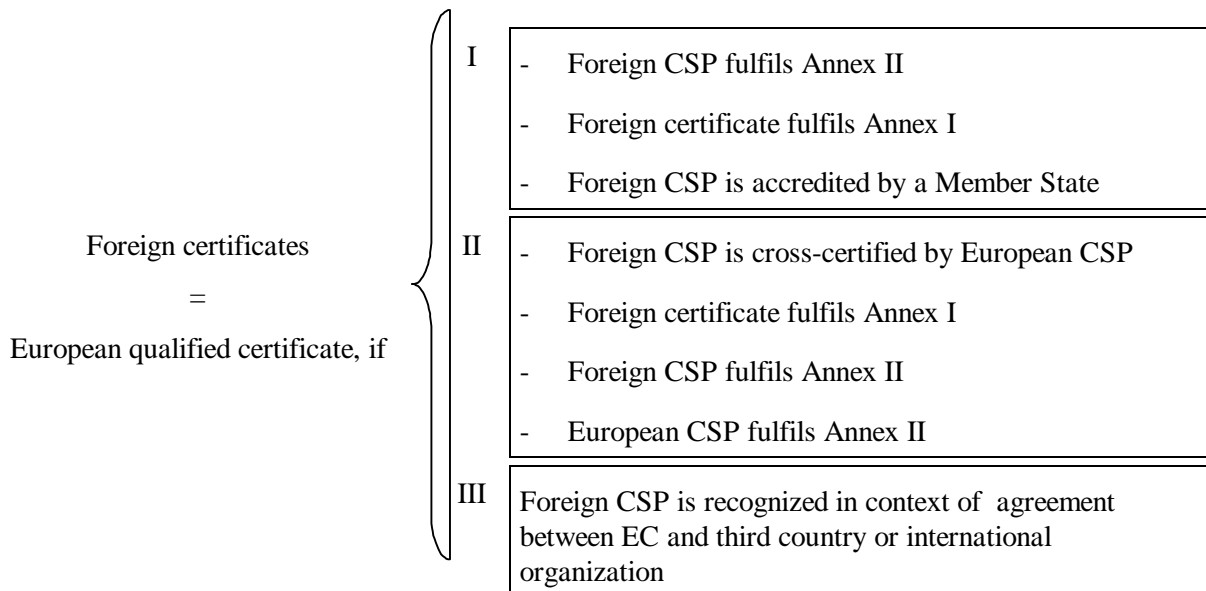 Foreign certificates
=
European qualified certificate, if
I
- Foreign CSP fulfils Annex II
- Foreign certificate fulfils Annex I
- Foreign CSP is accredited by a Member State
II
- Foreign CSP is cross-certified by European CSP
- Foreign certificate fulfils Annex I
- Foreign CSP fulfils Annex II
- European CSP fulfils Annex II
III
Foreign CSP is recognized in context of agreement
between EC and third country or international
organization